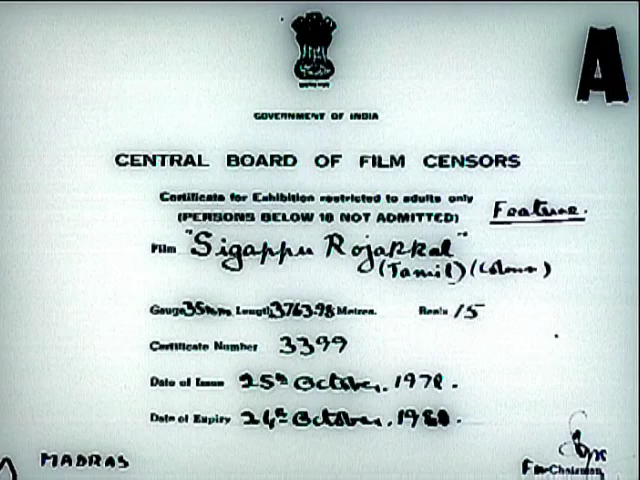 A
GOVERNMENT OF INDIA
CENTRAL BOARD OF FILM CENSORS
Certificate for Exhibition restricted to adults only
(PERSONS BELOW 18 NOT ADMITTED)
Feature.
Film "Sigappu Rojakkal"
(Tamil) (Colour)
Gauge 35 m.m. Length 3763.98 Metres. Reels 15
Certificate Number 3399
Date of Issue 25th October, 1978.
Date of Expiry 24th October, 1988.
MADRAS
For Chairman